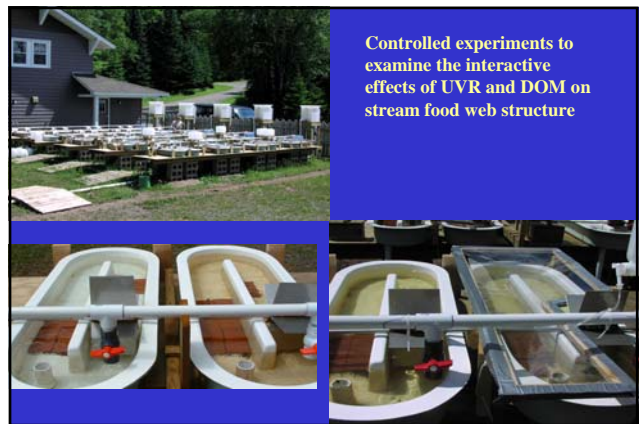 Controlled experiments to
examine the interactive
effects of UVR and DOM on
stream food web structure